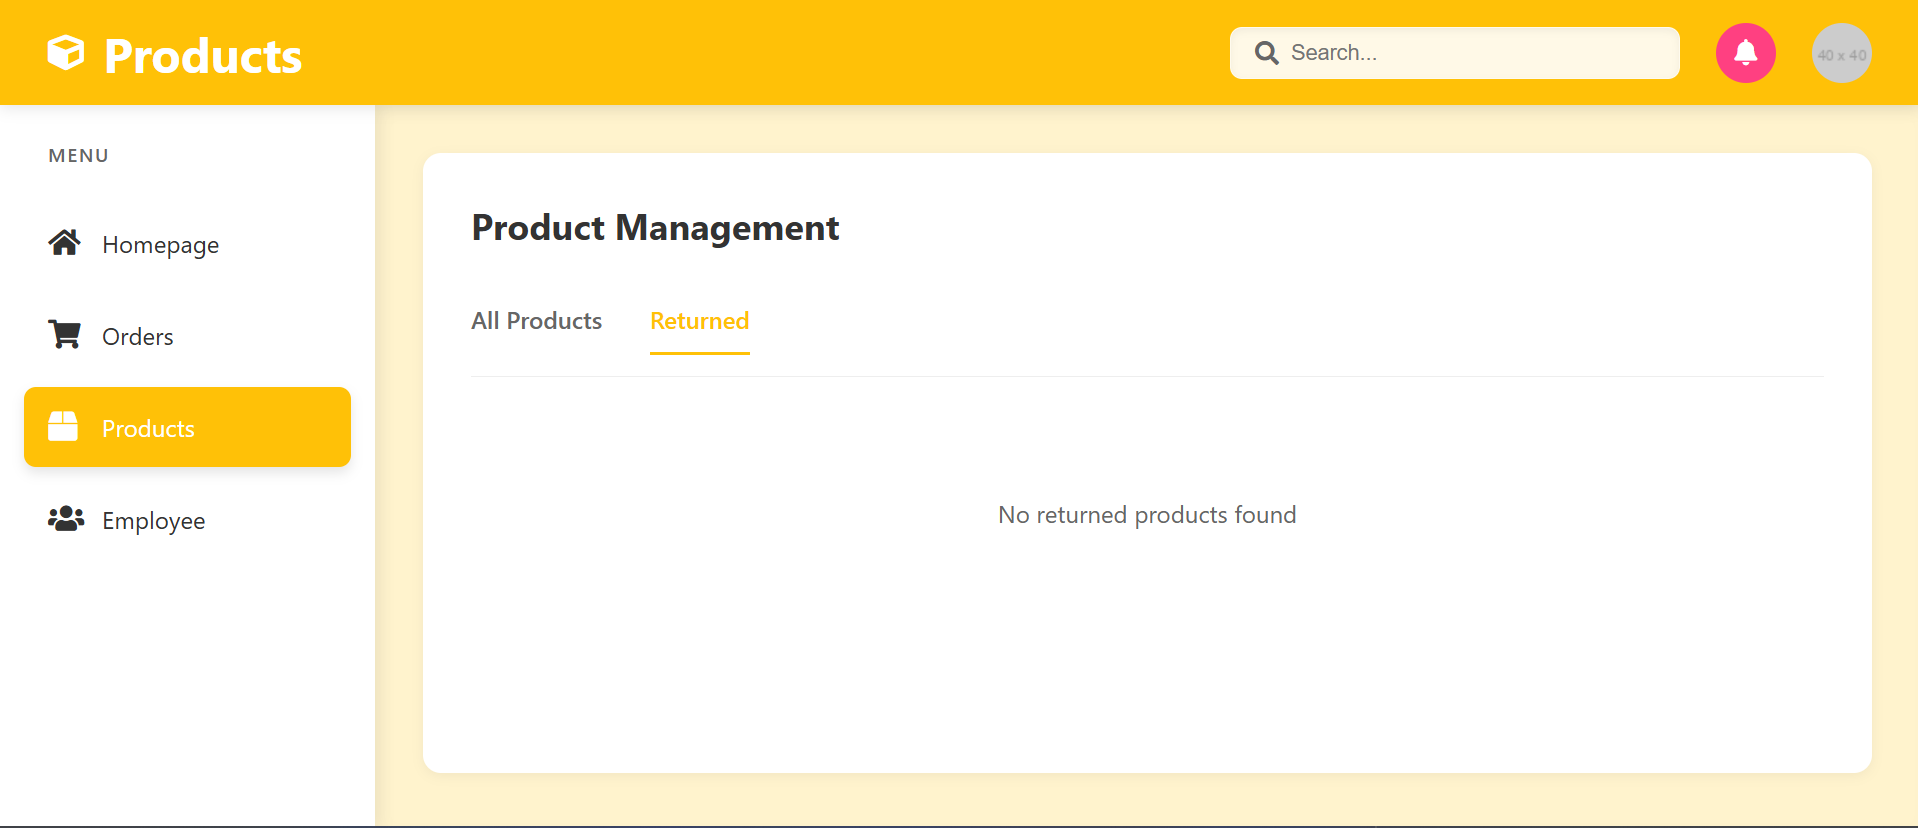 Products
Search...
40 x 40
MENU
Homepage
Orders
Products
Employee
Product Management
All Products
Returned
No returned products found